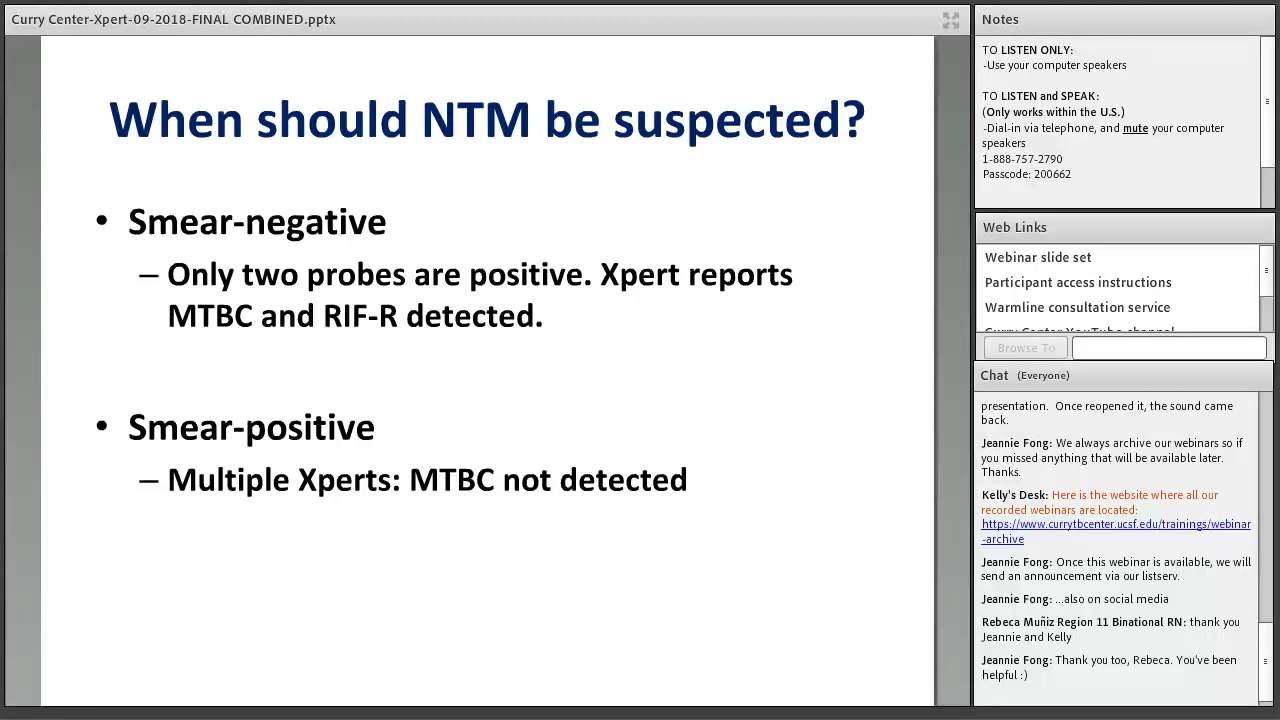 Curry Center-Xpert-09-2018-FINAL COMBINED.pptx
When should NTM be suspected?
• Smear-negative
– Only two probes are positive. Xpert reports
MTBC and RIF-R detected.
• Smear-positive
– Multiple Xperts: MTBC not detected
Notes
TO LISTEN ONLY:
-Use your computer speakers
TO LISTEN and SPEAK:
(Only works within the U.S.)
-Dial-in via telephone, and mute your computer
speakers
1-888-757-2790
Passcode: 200662
Web Links
Webinar slide set
Participant access instructions
Warmline consultation service
Curry Center YouTube channel
Browse To
Chat (Everyone)
presentation. Once reopened it, the sound came
back.
Jeannie Fong: We always archive our webinars so if
you missed anything that will be available later.
Thanks.
Kelly's Desk: Here is the website where all our
recorded webinars are located:
https://www.currytbcenter.ucsf.edu/trainings/webinar
-archive
Jeannie Fong: Once this webinar is available, we will
send an announcement via our listserv.
Jeannie Fong: ...also on social media
Rebeca Muñiz Region 11 Binational RN: thank you
Jeannie and Kelly
Jeannie Fong: Thank you too, Rebeca. You've been
helpful :)